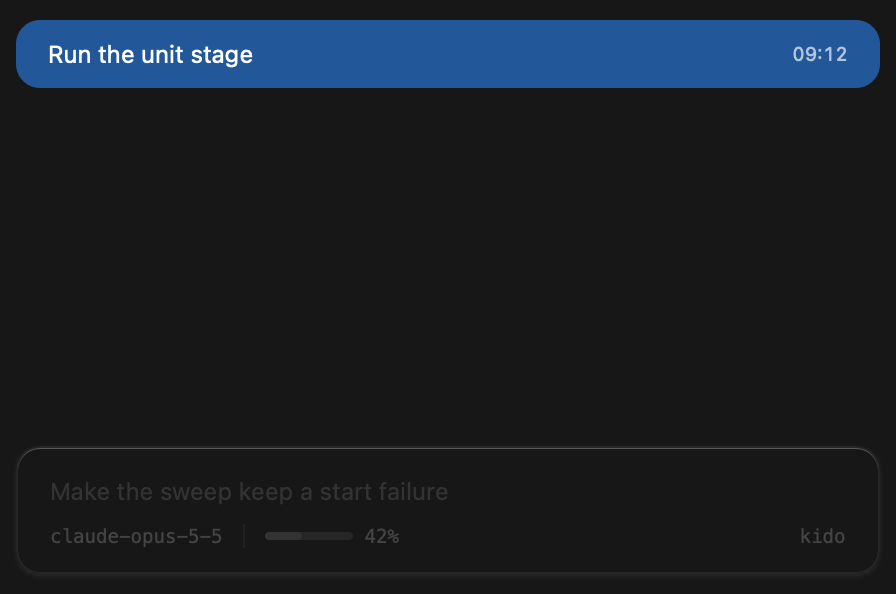 Run the unit stage 09:12
Make the sweep keep a start failure
claude-opus-5-5 42% kido